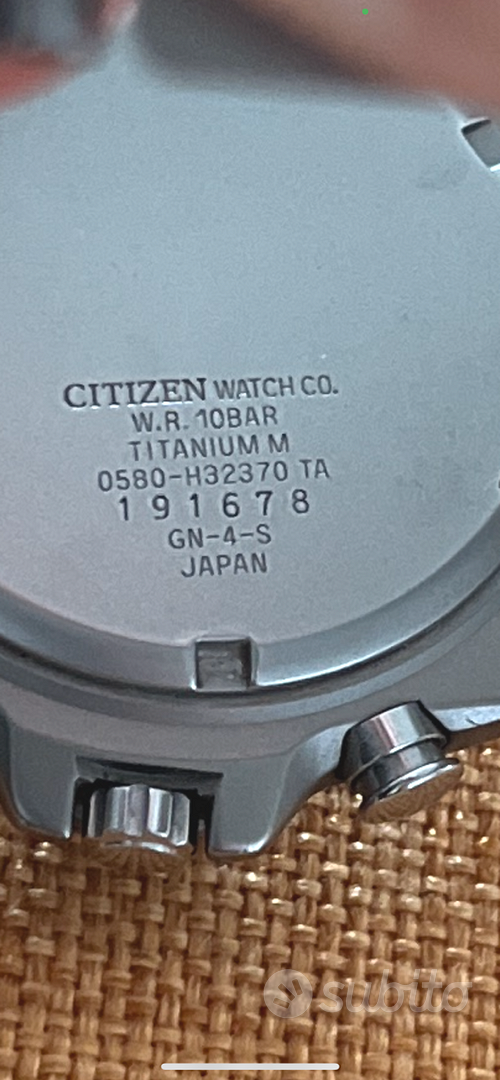 CITIZEN WATCH CO.
W.R. 10BAR
TITANIUM M
0580-H32370 TA
191678
GN-4-S
JAPAN
subito